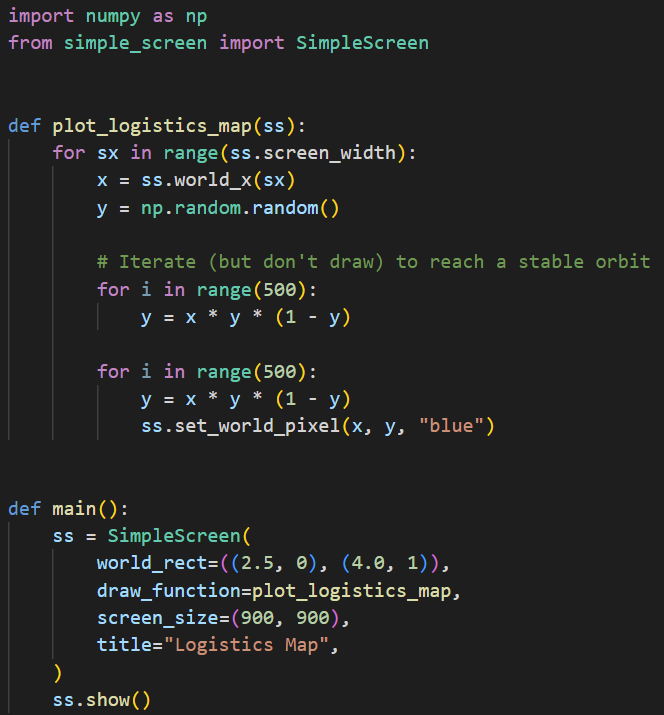 import numpy as np
from simple_screen import SimpleScreen
def plot_logistics_map(ss):
    for sx in range(ss.screen_width):
        x = ss.world_x(sx)
        y = np.random.random()
        # Iterate (but don't draw) to reach a stable orbit
        for i in range(500):
            y = x * y * (1 - y)
        for i in range(500):
            y = x * y * (1 - y)
            ss.set_world_pixel(x, y, "blue")
def main():
    ss = SimpleScreen(
        world_rect=((2.5, 0), (4.0, 1)),
        draw_function=plot_logistics_map,
        screen_size=(900, 900),
        title="Logistics Map",
    )
    ss.show()